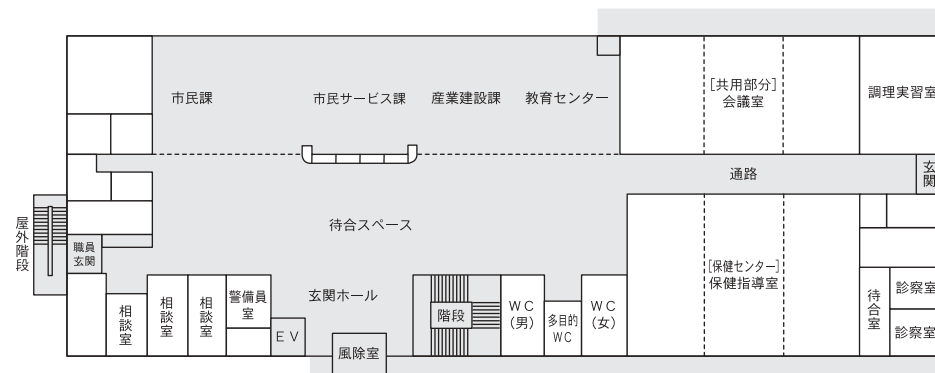 市民課
市民サービス課
産業建設課
教育センター
[共用部分]
会議室
調理実習室
通路
玄関
待合スペース
屋外階段
職員
玄関
[保健センター]
保健指導室
相談室
相談室
相談室
警備員
室
玄関ホール
EV
風除室
階段
WC
(男)
多目的
WC
WC
(女)
待合室
診察室
診察室